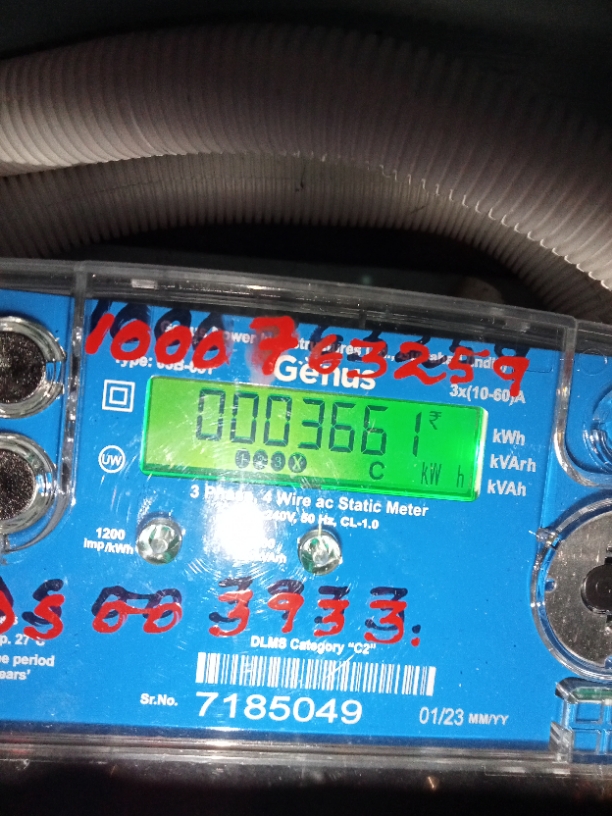 1000763259
Genus
3x(10-60)A
0003661 ₹
C kW h
kWh
kVArh
kVAh
UW
3 Phase, 4 Wire ac Static Meter
240V, 50 Hz, CL-1.0
1200
imp/kWh
S 00 3933.
DLMS Category "C2"
Sr.No. 7185049 01/23 MM/YY